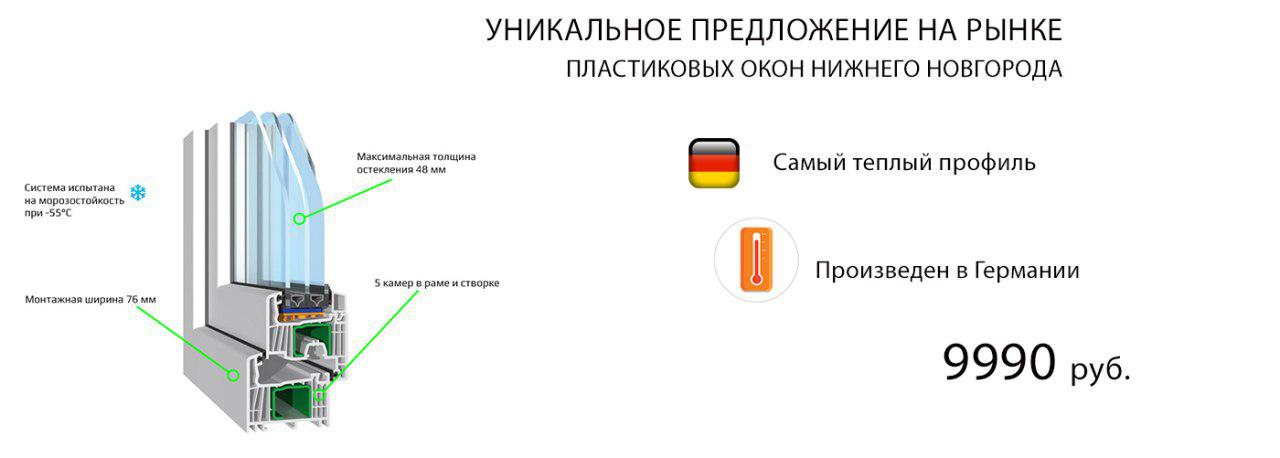 УНИКАЛЬНОЕ ПРЕДЛОЖЕНИЕ НА РЫНКЕ
ПЛАСТИКОВЫХ ОКОН НИЖНЕГО НОВГОРОДА
Максимальная толщина
остекления 48 мм
Самый теплый профиль
Система испытана
на морозостойкость
при -55°C
Произведен в Германии
5 камер в раме и створке
Монтажная ширина 76 мм
9990 руб.